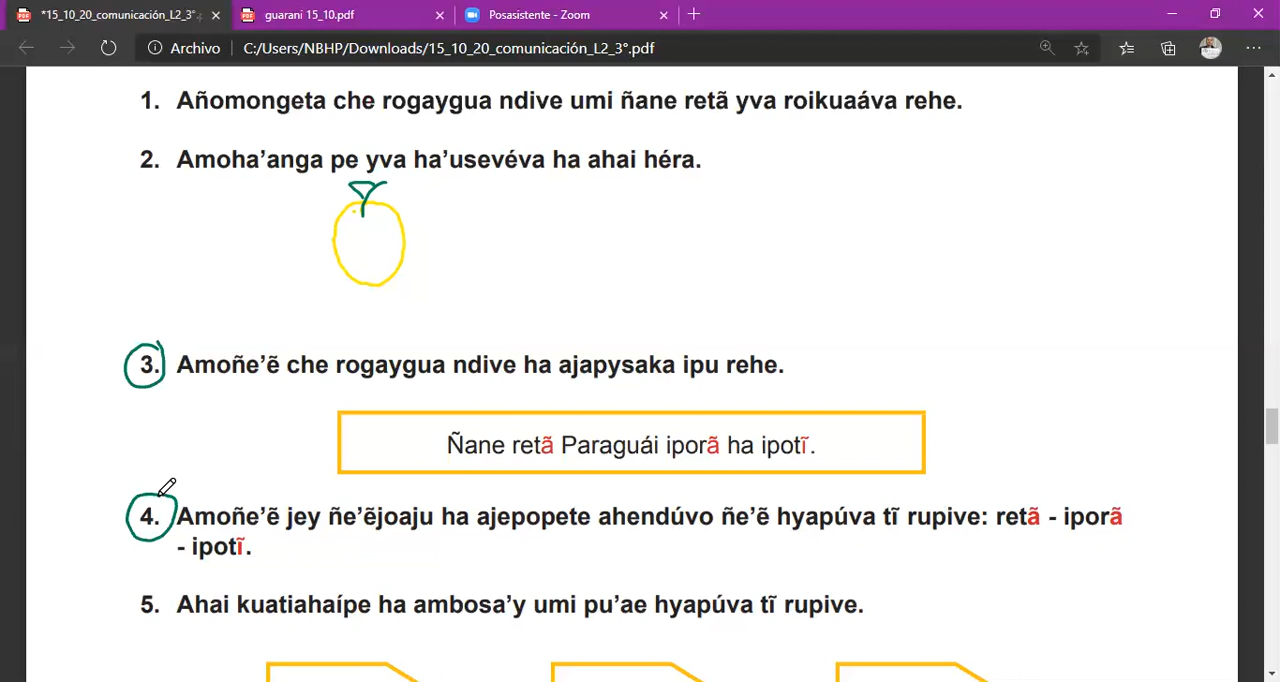 *15_10_20_comunicación_L2_3°.p
guarani 15_10.pdf
Posasistente - Zoom
Archivo
C:/Users/NBHP/Downloads/15_10_20_comunicación_L2_3°.pdf
1. Añomongeta che rogaygua ndive umi ñane retã yva roikuaáva rehe.
2. Amoha’anga pe yva ha’usevéva ha ahai héra.
3. Amoñe’ẽ che rogaygua ndive ha ajapysaka ipu rehe.
Ñane retã Paraguái iporã ha ipotĩ.
4. Amoñe’ẽ jey ñe’ẽjoaju ha ajepopete ahendúvo ñe’ẽ hyapúva tĩ rupive: retã - iporã
- ipotĩ.
5. Ahai kuatiahaípe ha ambosa’y umi pu’ae hyapúva tĩ rupive.